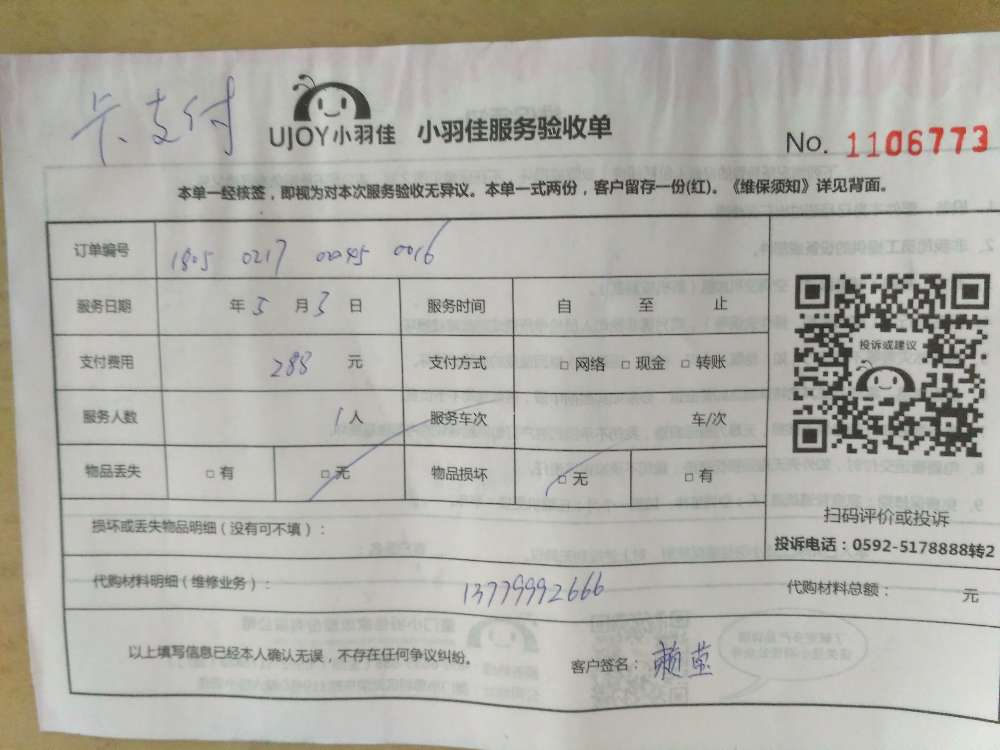 卡支付
UJOY小羽佳 小羽佳服务验收单
No. 1106773
本单一经核签，即视为对本次服务验收无异议。本单一式两份，客户留存一份(红)。《维保须知》详见背面。
订单编号 1805 0217 00045 0016
服务日期 年 5 月 3 日 服务时间 自 至 止
支付费用 288 元 支付方式 □ 网络 □ 现金 □ 转账
投诉或建议
服务人数 1人 服务车次 车/次
物品丢失 □ 有 □ 无 物品损坏 □ 无 □ 有
扫码评价或投诉
投诉电话：0592-5178888转2
损坏或丢失物品明细（没有可不填）：
代购材料明细（维修业务）： 13779992666 代购材料总额： 元
以上填写信息已经本人确认无误，不存在任何争议纠纷。 客户签名：赖莹